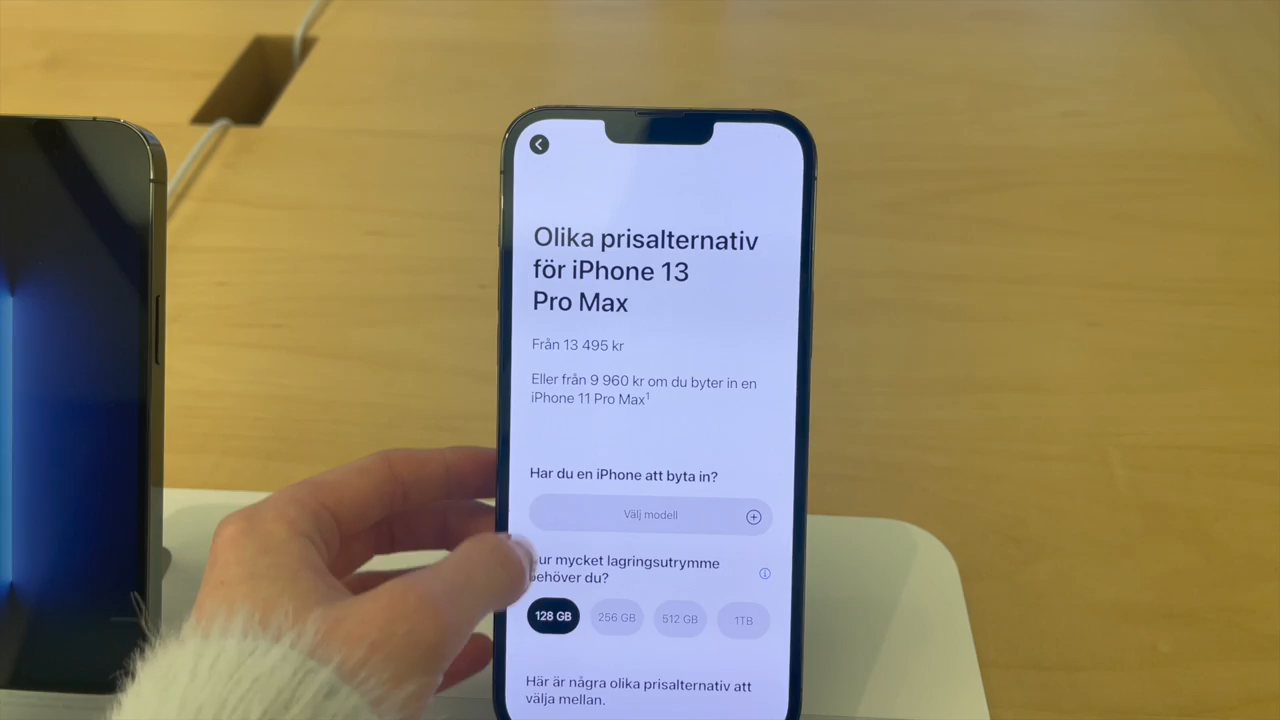 Olika prisalternativ
för iPhone 13
Pro Max
Från 13 495 kr
Eller från 9 960 kr om du byter in en
iPhone 11 Pro Max¹
Har du en iPhone att byta in?
Välj modell
ur mycket lagringsutrymme
behöver du?
128 GB 256 GB 512 GB 1TB
Här är några olika prisalternativ att
välja mellan.